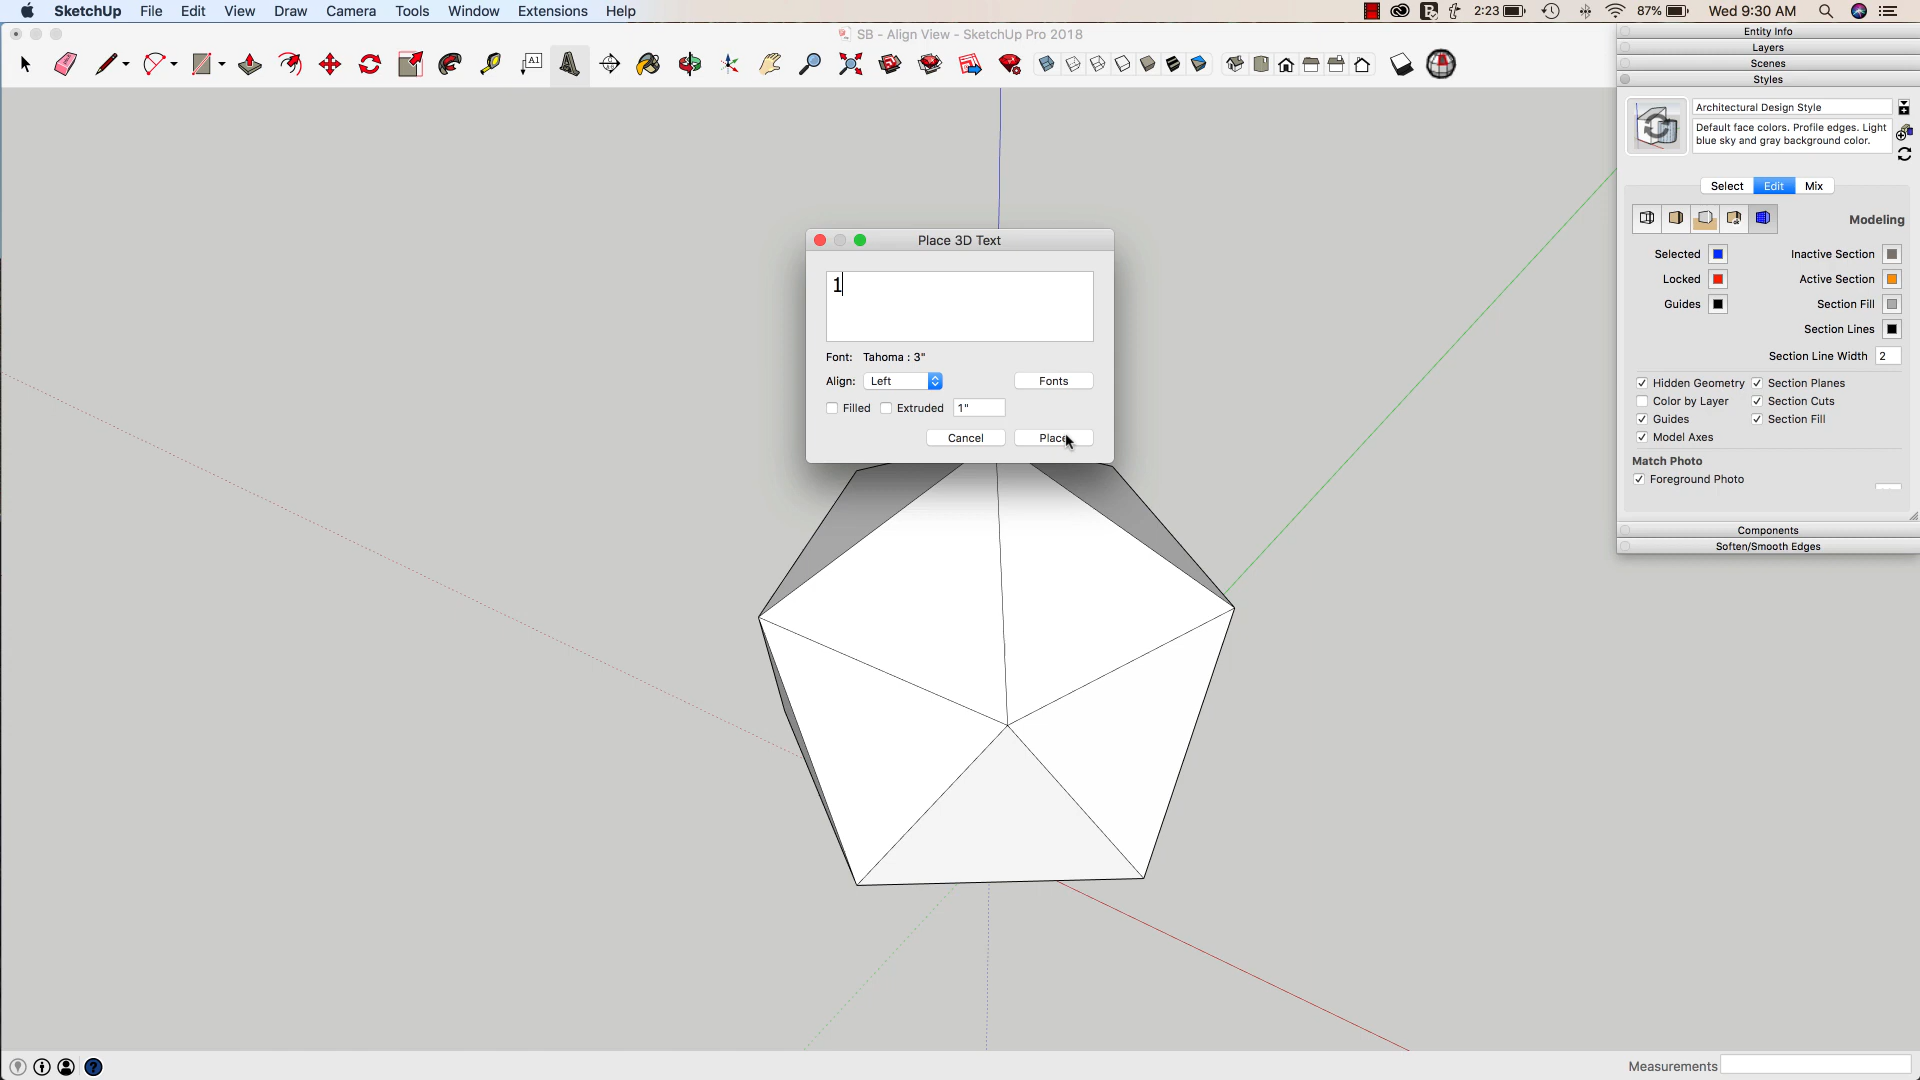 SketchUp File Edit View Draw Camera Tools Window Extensions Help 2:23 87% Wed 9:30 AM
SB - Align View - SketchUp Pro 2018
A1
Place 3D Text
1
Font: Tahoma : 3"
Align: Left Fonts
Filled Extruded 1"
Cancel Place
Entity Info
Layers
Scenes
Styles
Architectural Design Style
Default face colors. Profile edges. Light
blue sky and gray background color.
Select Edit Mix
Modeling
Selected Inactive Section
Locked Active Section
Guides Section Fill
Section Lines
Section Line Width 2
Hidden Geometry Section Planes
Color by Layer Section Cuts
Guides Section Fill
Model Axes
Match Photo
Foreground Photo
Components
Soften/Smooth Edges
Measurements